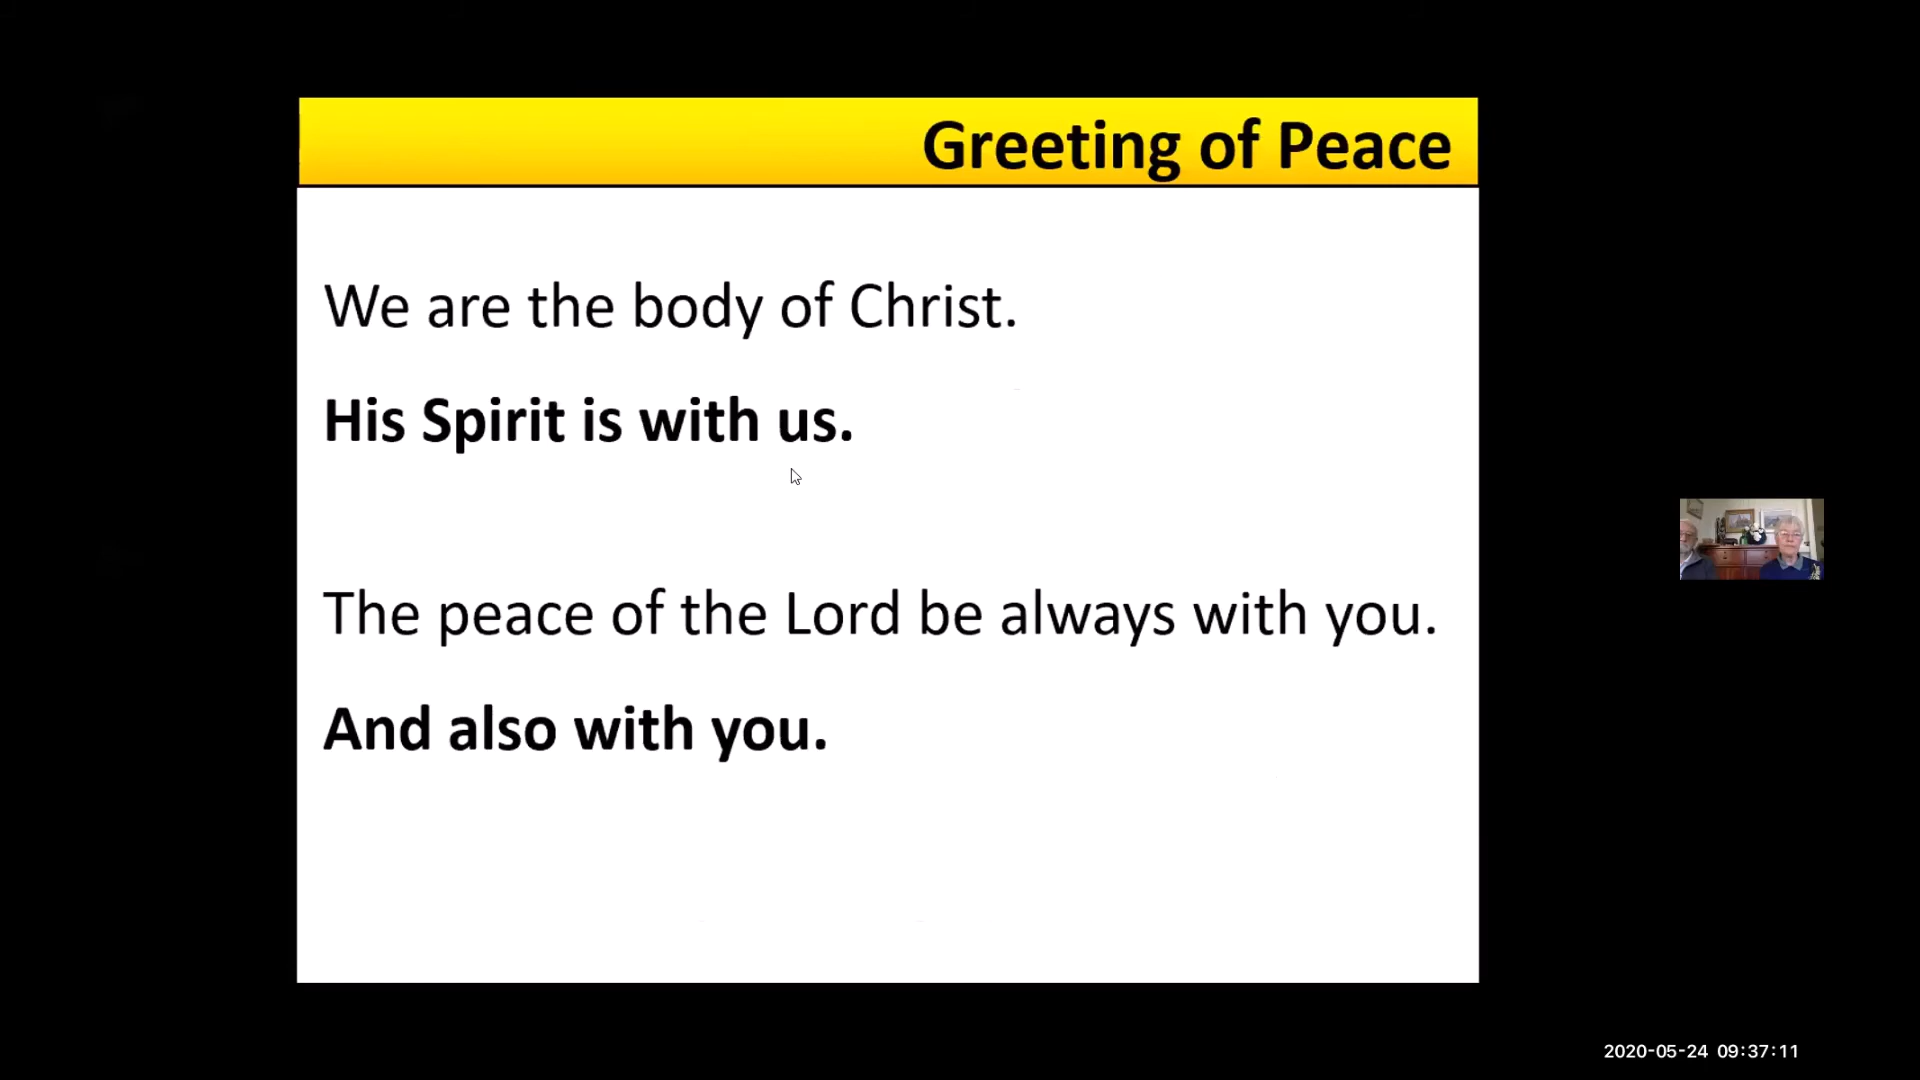 Greeting of Peace
We are the body of Christ.
His Spirit is with us.
The peace of the Lord be always with you.
And also with you.
2020-05-24 09:37:11